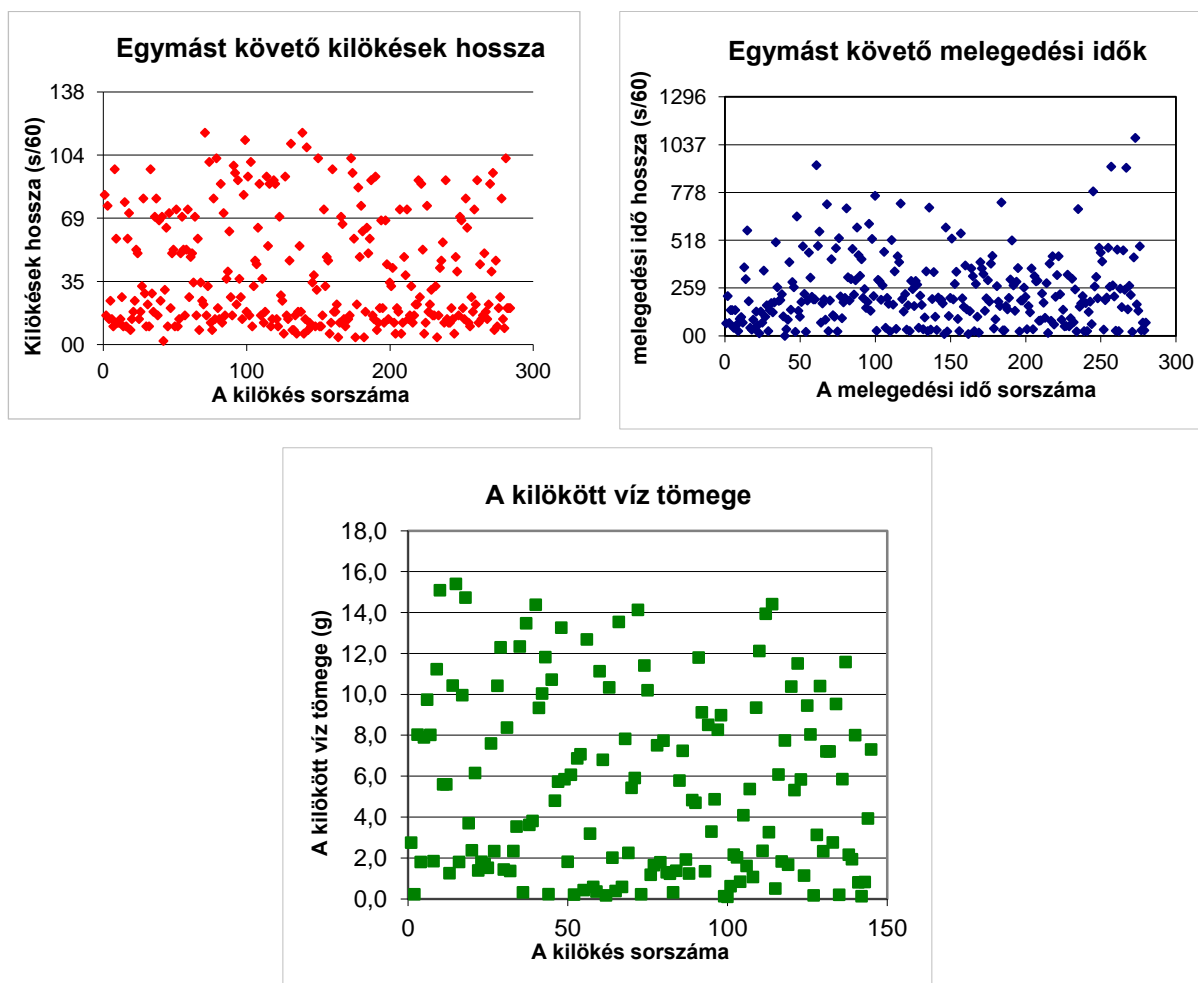 Egymást követő kilökések hossza
Kilökések hossza (s/60)
138
104
69
35
00
0 100 200 300
A kilökés sorszáma
Egymást követő melegedési idők
melegedési idő hossza (s/60)
1296
1037
778
518
259
00
0 50 100 150 200 250 300
A melegedési idő sorszáma
A kilökött víz tömege
A kilökött víz tömege (g)
18,0
16,0
14,0
12,0
10,0
8,0
6,0
4,0
2,0
0,0
0 50 100 150
A kilökés sorszáma